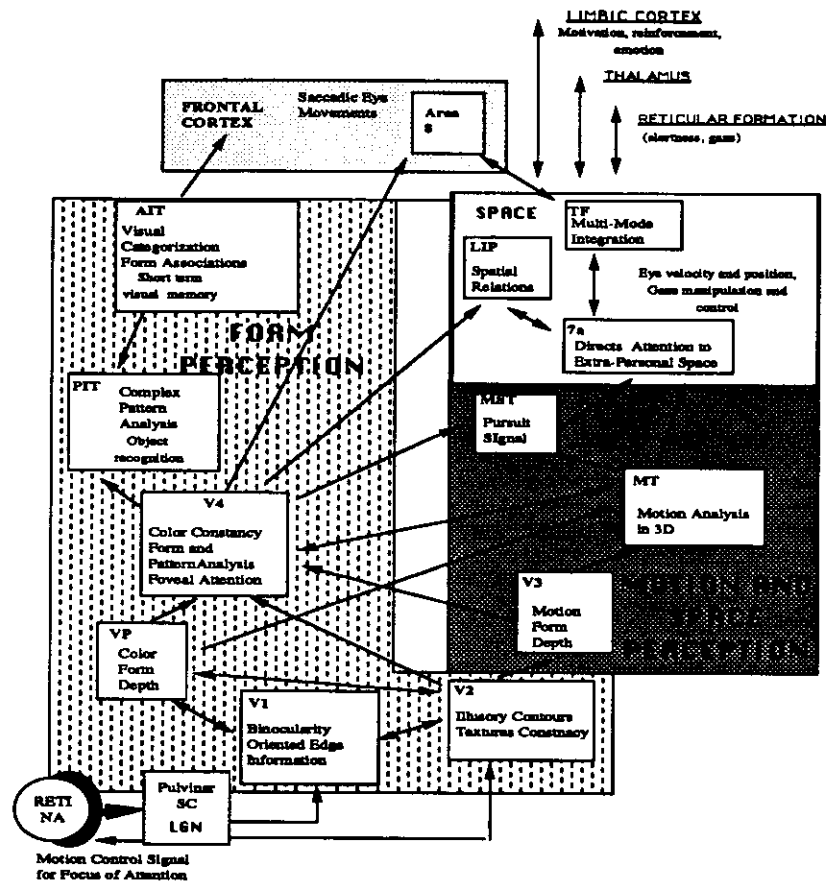 LIMBIC CORTEX
Motivation, reinforcement,
emotion
THALAMUS
RETICULAR FORMATION
(alertness, gaze)
FRONTAL
CORTEX
Saccadic Eye
Movements
Area
8
AIT
Visual
Categorization
Form Associations
Short term
visual memory
FORM
PERCEPTION
SPACE
TF
Multi-Mode
Integration
LIP
Spatial
Relations
Eye velocity and position,
Gaze manipulation and
control
7a
Directs Attention to
Extra-Personal Space
PIT
Complex
Pattern
Analysis
Object
recognition
MST
Pursuit
SIgnal
MT
Motion Analysis
in 3D
V4
Color Constancy
Form and
PatternAnalysis
Foveal Attention
V3
Motion
Form
Depth
MOTION AND
SPACE
PERCEPTION
VP
Color
Form
Depth
V1
Binocularity
Oriented Edge
Information
V2
Illusory Contours
Textures Constnacy
RETI
NA
Pulvinar
SC
LGN
Motion Control Signal
for Focus of Attention